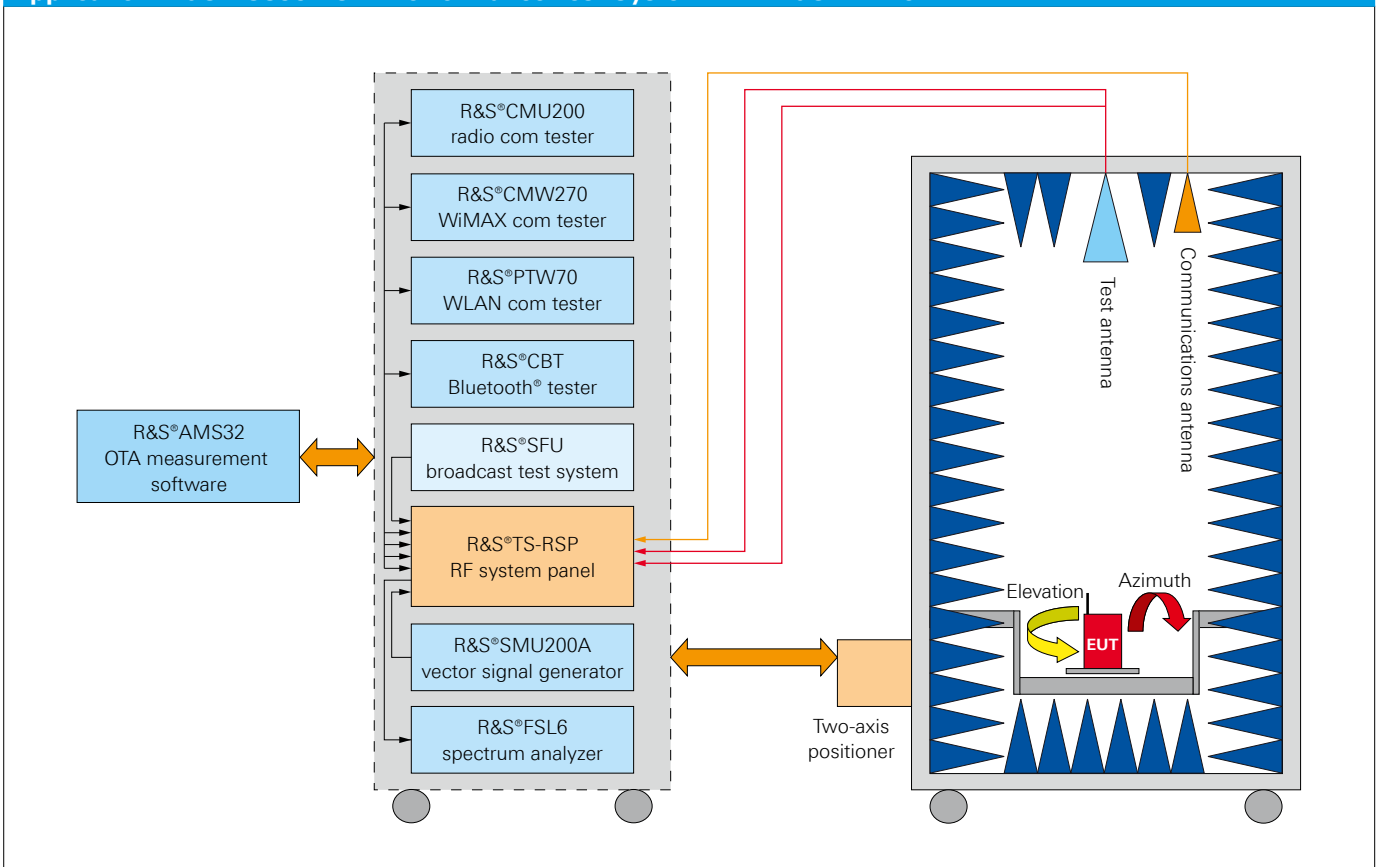 R&S®CMU200
radio com tester
R&S®CMW270
WiMAX com tester
R&S®PTW70
WLAN com tester
R&S®CBT
Bluetooth® tester
R&S®SFU
broadcast test system
R&S®TS-RSP
RF system panel
R&S®SMU200A
vector signal generator
R&S®FSL6
spectrum analyzer
R&S®AMS32
OTA measurement
software
Test antenna
Communications antenna
Elevation
Azimuth
EUT
Two-axis
positioner